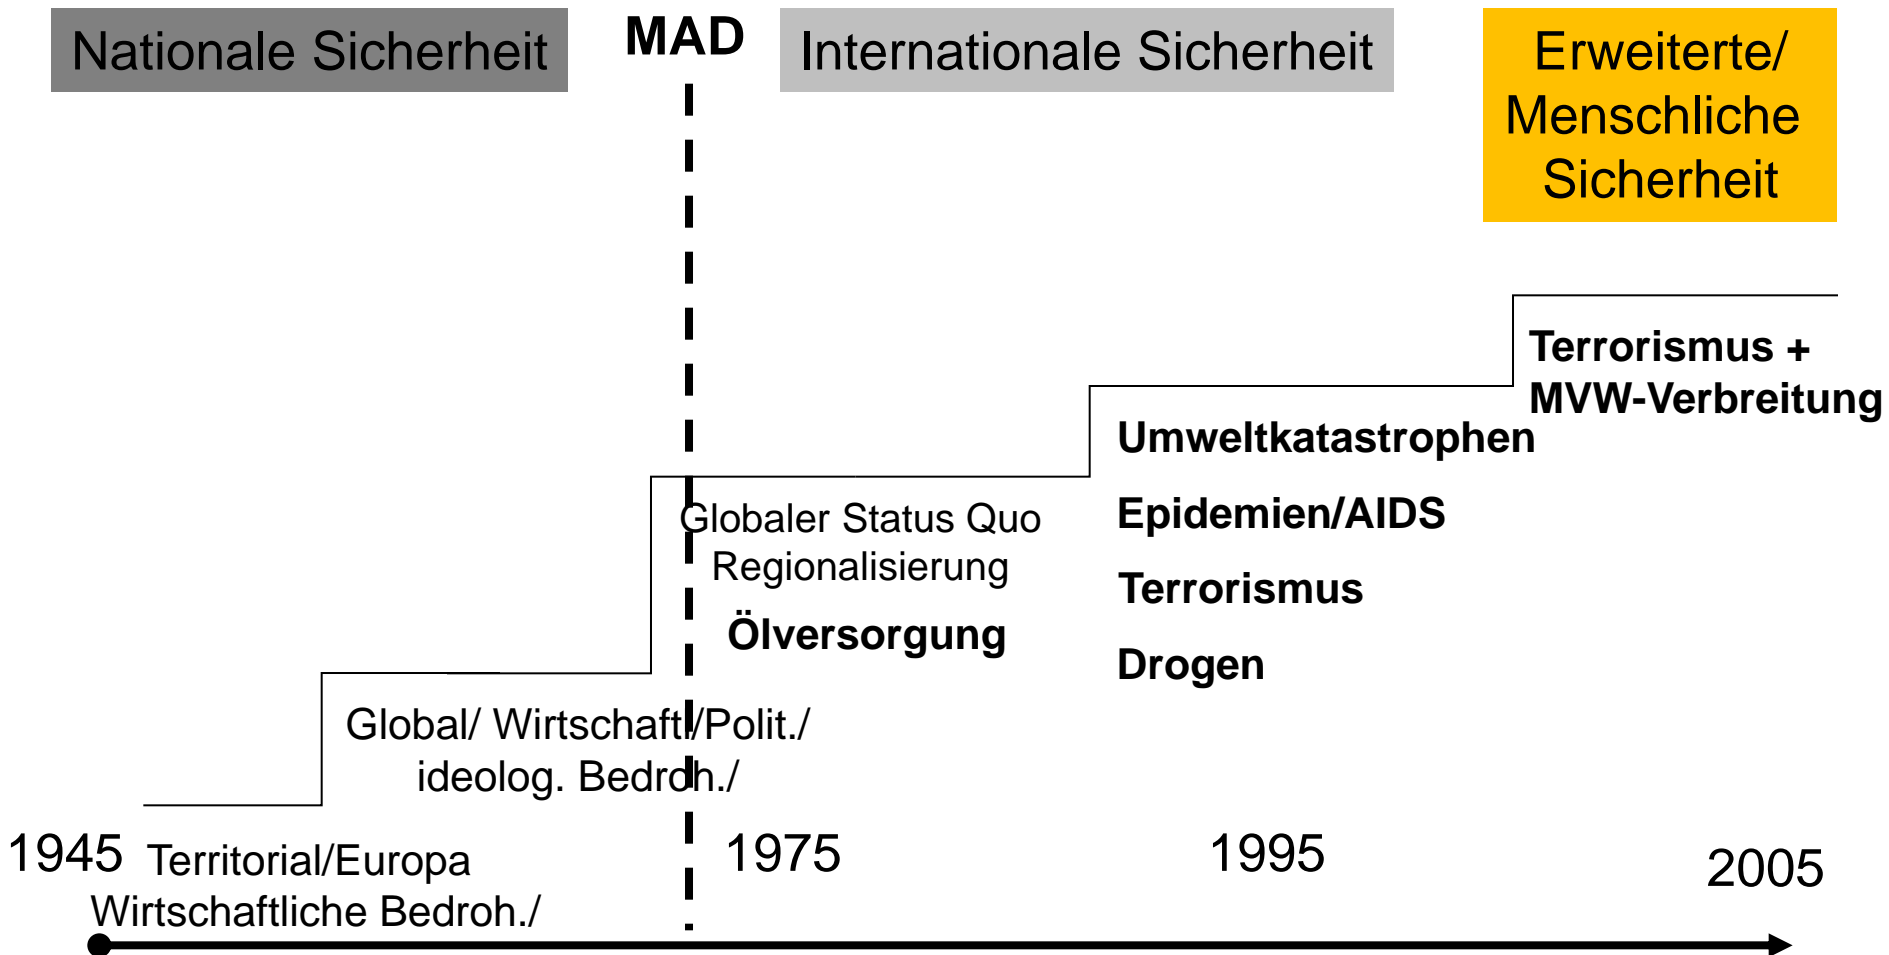 Nationale Sicherheit
MAD
Internationale Sicherheit
Erweiterte/
Menschliche
Sicherheit
Terrorismus +
MVW-Verbreitung
Umweltkatastrophen
Epidemien/AIDS
Terrorismus
Drogen
Globaler Status Quo
Regionalisierung
Ölversorgung
Global/ Wirtschaftl./Polit./
ideolog. Bedroh./
1945
Territorial/Europa
Wirtschaftliche Bedroh./
1975
1995
2005